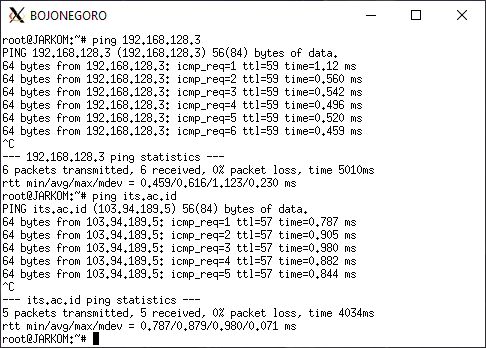 BOJONEGORO
root@JARKOM:~# ping 192.168.128.3
PING 192.168.128.3 (192.168.128.3) 56(84) bytes of data.
64 bytes from 192.168.128.3: icmp_req=1 ttl=59 time=1.12 ms
64 bytes from 192.168.128.3: icmp_req=2 ttl=59 time=0.560 ms
64 bytes from 192.168.128.3: icmp_req=3 ttl=59 time=0.542 ms
64 bytes from 192.168.128.3: icmp_req=4 ttl=59 time=0.496 ms
64 bytes from 192.168.128.3: icmp_req=5 ttl=59 time=0.520 ms
64 bytes from 192.168.128.3: icmp_req=6 ttl=59 time=0.459 ms
^C
--- 192.168.128.3 ping statistics ---
6 packets transmitted, 6 received, 0% packet loss, time 5010ms
rtt min/avg/max/mdev = 0.459/0.616/1.123/0.230 ms
root@JARKOM:~# ping its.ac.id
PING its.ac.id (103.94.189.5) 56(84) bytes of data.
64 bytes from 103.94.189.5: icmp_req=1 ttl=57 time=0.787 ms
64 bytes from 103.94.189.5: icmp_req=2 ttl=57 time=0.905 ms
64 bytes from 103.94.189.5: icmp_req=3 ttl=57 time=0.980 ms
64 bytes from 103.94.189.5: icmp_req=4 ttl=57 time=0.882 ms
64 bytes from 103.94.189.5: icmp_req=5 ttl=57 time=0.844 ms
^C
--- its.ac.id ping statistics ---
5 packets transmitted, 5 received, 0% packet loss, time 4034ms
rtt min/avg/max/mdev = 0.787/0.879/0.980/0.071 ms
root@JARKOM:~#